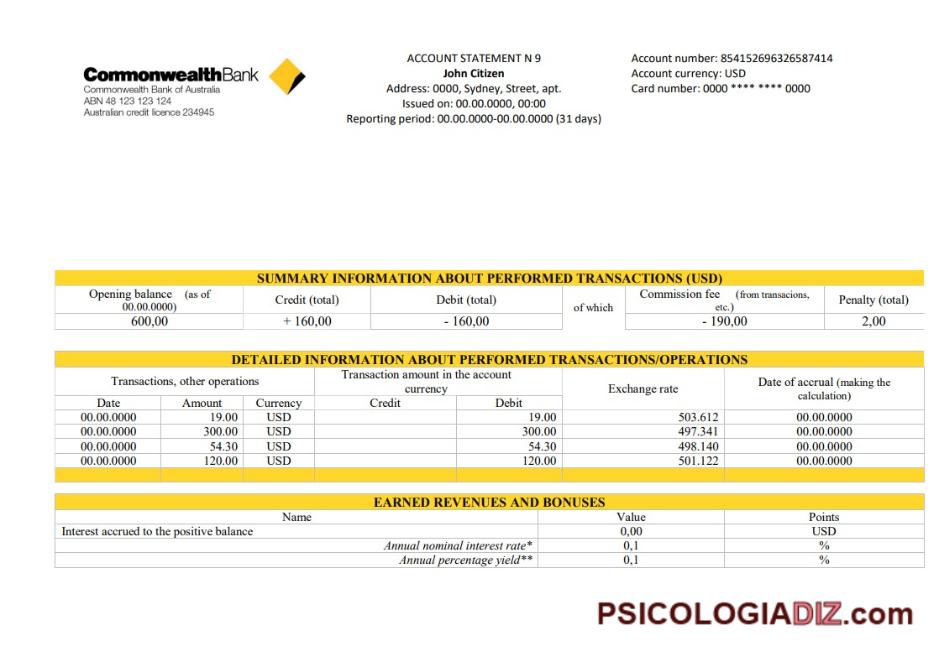 CommonwealthBank
Commonwealth Bank of Australia
ABN 48 123 123 124
Australian credit licence 234945
ACCOUNT STATEMENT N 9
John Citizen
Address: 0000, Sydney, Street, apt.
Issued on: 00.00.0000, 00:00
Reporting period: 00.00.0000-00.00.0000 (31 days)
Account number: 854152696326587414
Account currency: USD
Card number: 0000 **** **** 0000
SUMMARY INFORMATION ABOUT PERFORMED TRANSACTIONS (USD)
Opening balance (as of
00.00.0000)
Credit (total)
Debit (total)
of which
Commission fee (from transacions,
etc.)
Penalty (total)
600,00 + 160,00 - 160,00 - 190,00 2,00
DETAILED INFORMATION ABOUT PERFORMED TRANSACTIONS/OPERATIONS
Transactions, other operations
Transaction amount in the account
currency
Exchange rate
Date of accrual (making the
calculation)
Date Amount Currency Credit Debit
00.00.0000 19.00 USD 19.00 503.612 00.00.0000
00.00.0000 300.00 USD 300.00 497.341 00.00.0000
00.00.0000 54.30 USD 54.30 498.140 00.00.0000
00.00.0000 120.00 USD 120.00 501.122 00.00.0000
EARNED REVENUES AND BONUSES
Name Value Points
Interest accrued to the positive balance 0,00 USD
Annual nominal interest rate* 0,1 %
Annual percentage yield** 0,1 %
PSICOLOGIADIZ.com